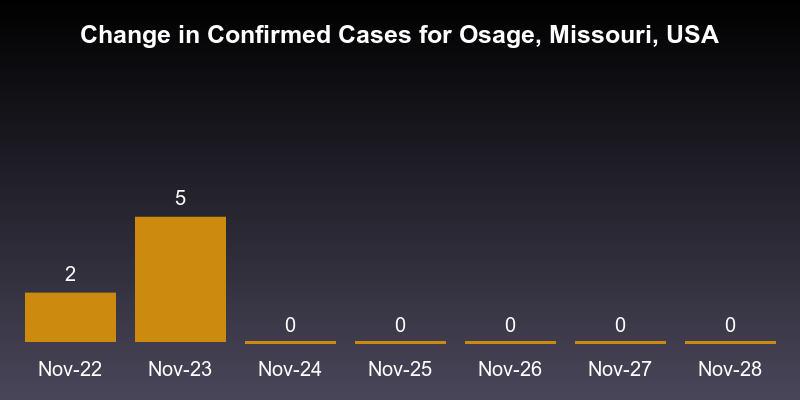 Change in Confirmed Cases for Osage, Missouri, USA
5
2
0 0 0 0 0
Nov-22 Nov-23 Nov-24 Nov-25 Nov-26 Nov-27 Nov-28